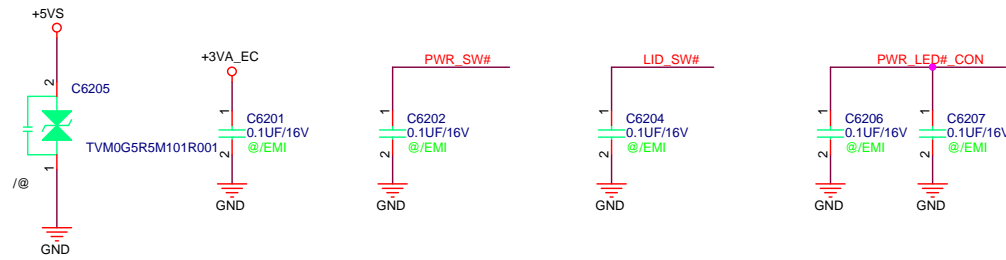 +5VS
2
C6205
TVM0G5R5M101R001
1
/@
GND
+3VA_EC
1
C6201
0.1UF/16V
@/EMI
2
GND
PWR_SW#
1
C6202
0.1UF/16V
@/EMI
2
GND
LID_SW#
1
C6204
0.1UF/16V
@/EMI
2
GND
PWR_LED#_CON
1
C6206
0.1UF/16V
@/EMI
2
GND
1
C6207
0.1UF/16V
@/EMI
2
GND